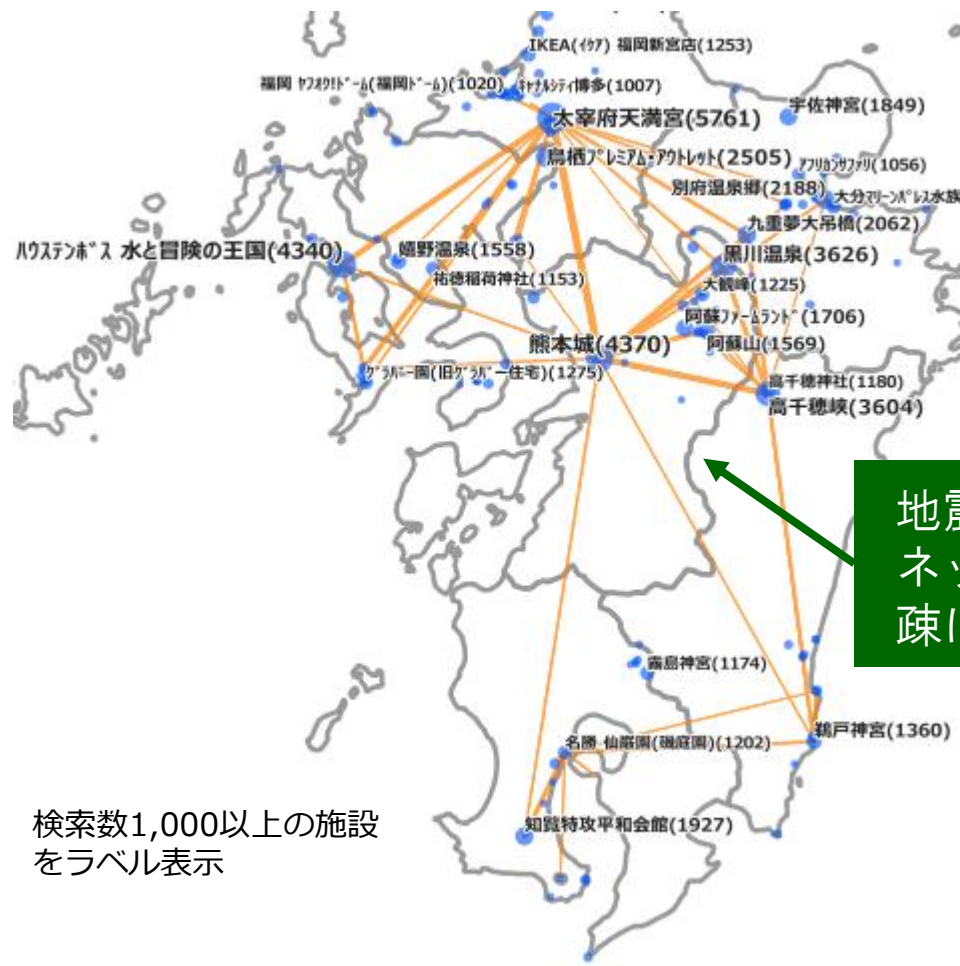 IKEA(ｲｹｱ) 福岡新宮店(1253)
福岡 ﾔﾌｵｸ!ﾄﾞｰﾑ(福岡ﾄﾞｰﾑ)(1020)
ｷｬﾅﾙｼﾃｨ博多(1007)
太宰府天満宮(5761)
宇佐神宮(1849)
鳥栖ﾌﾟﾚﾐｱﾑ･ｱｳﾄﾚｯﾄ(2505)
ｱﾌﾘｶﾝｻﾌｧﾘ(1056)
別府温泉郷(2188)
大分ﾏﾘｰﾝﾊﾟﾚｽ水族
九重夢大吊橋(2062)
ﾊｳｽﾃﾝﾎﾞｽ 水と冒険の王国(4340)
嬉野温泉(1558)
黒川温泉(3626)
祐徳稲荷神社(1153)
大観峰(1225)
阿蘇ﾌｧｰﾑﾗﾝﾄﾞ(1706)
熊本城(4370)
阿蘇山(1569)
ｸﾞﾗﾊﾞｰ園(旧ｸﾞﾗﾊﾞｰ住宅)(1275)
高千穂神社(1180)
高千穂峡(3604)
地震
ネッ
疎に
霧島神宮(1174)
鵜戸神宮(1360)
名勝 仙巌園(磯庭園)(1202)
知覧特攻平和会館(1927)
検索数1,000以上の施設
をラベル表示